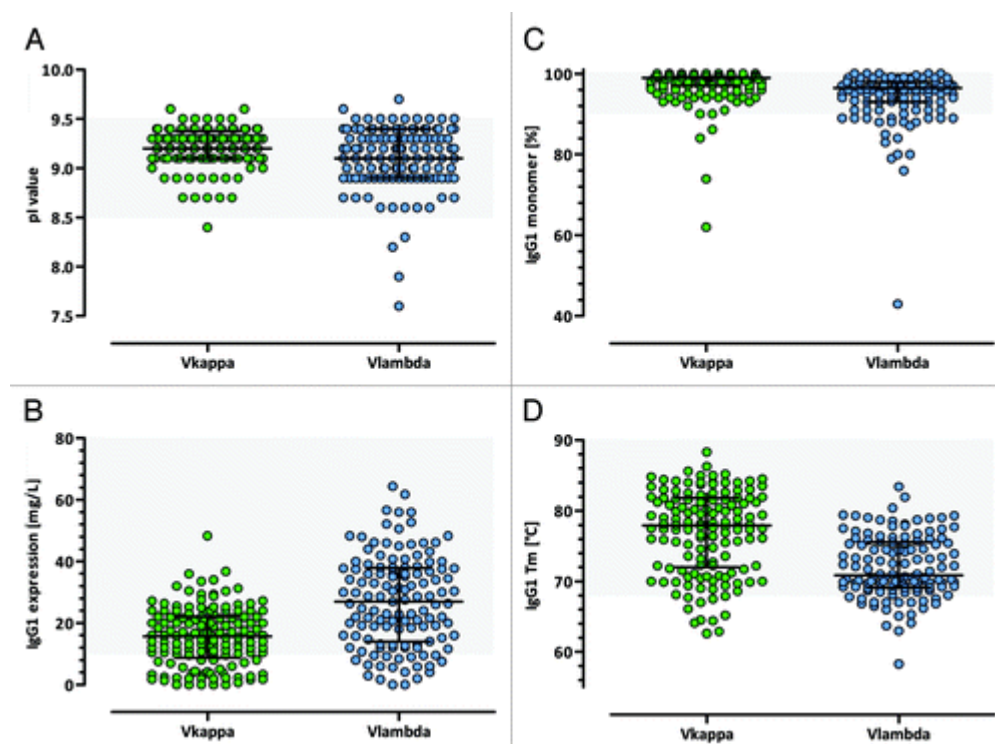 A
pI value
10.0
9.5
9.0
8.5
8.0
7.5
Vkappa
Vlambda
C
IgG1 monomer [%]
100
80
60
40
Vkappa
Vlambda
B
IgG1 expression [mg/L]
80
60
40
20
0
Vkappa
Vlambda
D
IgG1 Tm [°C]
90
80
70
60
Vkappa
Vlambda